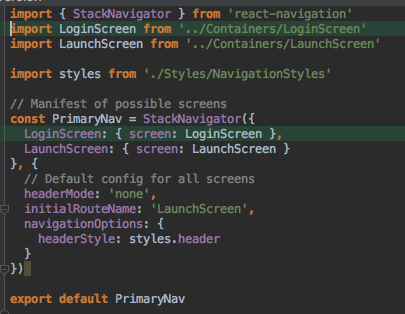 import { StackNavigator } from 'react-navigation'
import LoginScreen from '../Containers/LoginScreen'
import LaunchScreen from '../Containers/LaunchScreen'

import styles from './Styles/NavigationStyles'

// Manifest of possible screens
const PrimaryNav = StackNavigator({
  LoginScreen: { screen: LoginScreen },
  LaunchScreen: { screen: LaunchScreen }
}, {
  // Default config for all screens
  headerMode: 'none',
  initialRouteName: 'LaunchScreen',
  navigationOptions: {
    headerStyle: styles.header
  }
})

export default PrimaryNav